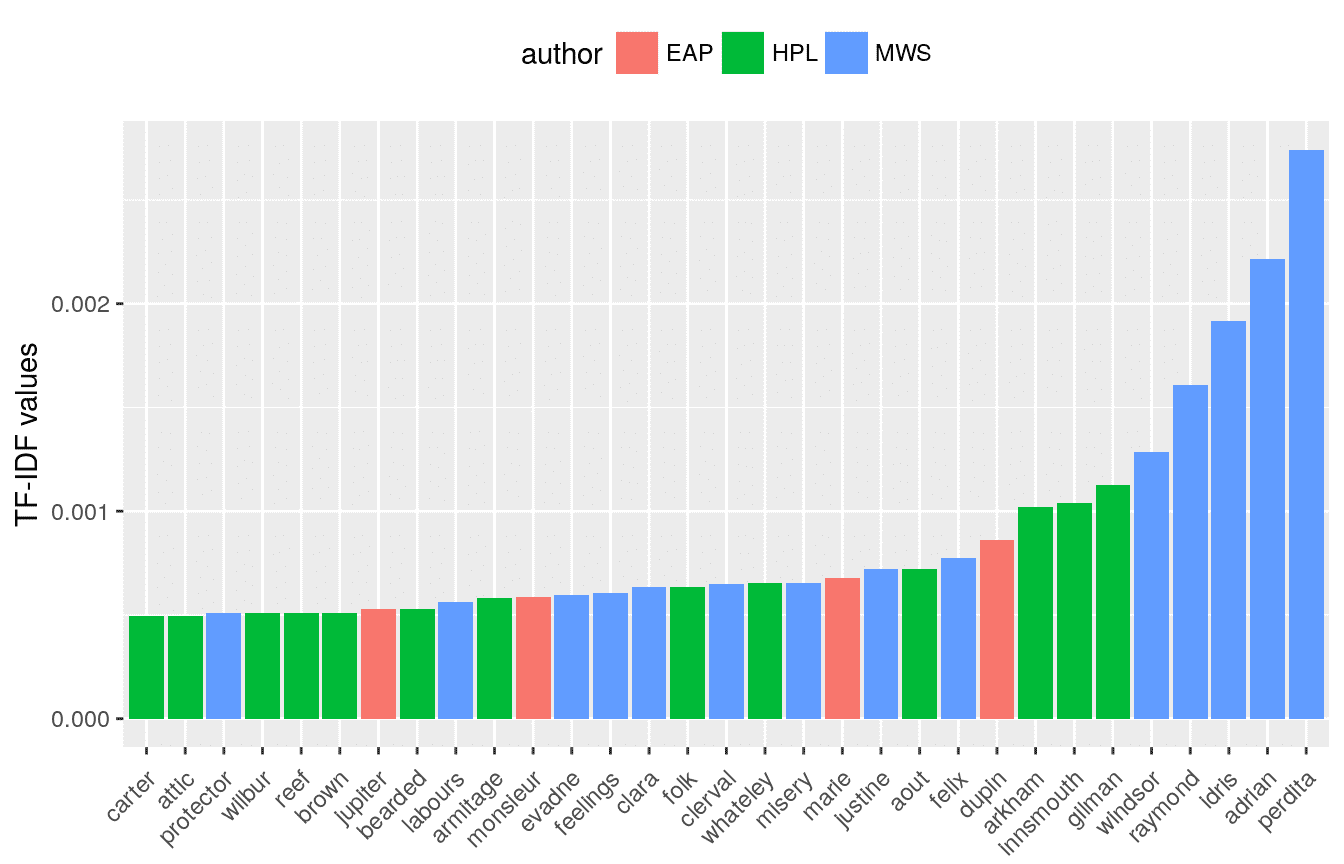 author EAP HPL MWS
TF-IDF values
0.002
0.001
0.000
carter
attic
protector
wilbur
reef
brown
jupiter
bearded
labours
armitage
monsieur
evadne
feelings
clara
folk
clerval
whateley
misery
marie
justine
aout
felix
dupin
arkham
innsmouth
gilman
windsor
raymond
idris
adrian
perdita